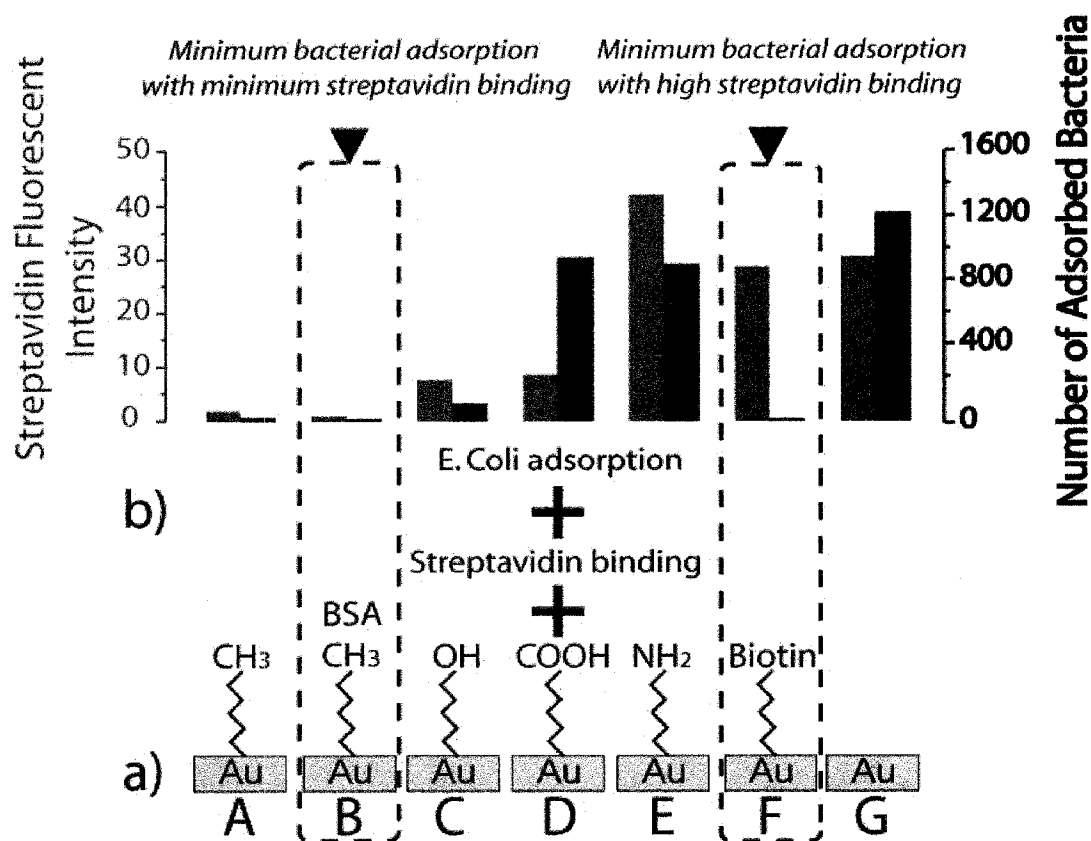 Minimum bacterial adsorption
with minimum streptavidin binding
Minimum bacterial adsorption
with high streptavidin binding
Streptavidin Fluorescent
Intensity
50
40
30
20
10
0
1600
1200
800
400
0
Number of Adsorbed Bacteria
b)
E. Coli adsorption
+
Streptavidin binding
+
BSA
CH3
CH3
OH
COOH
NH2
Biotin
a)
Au
Au
Au
Au
Au
Au
Au
A
B
C
D
E
F
G